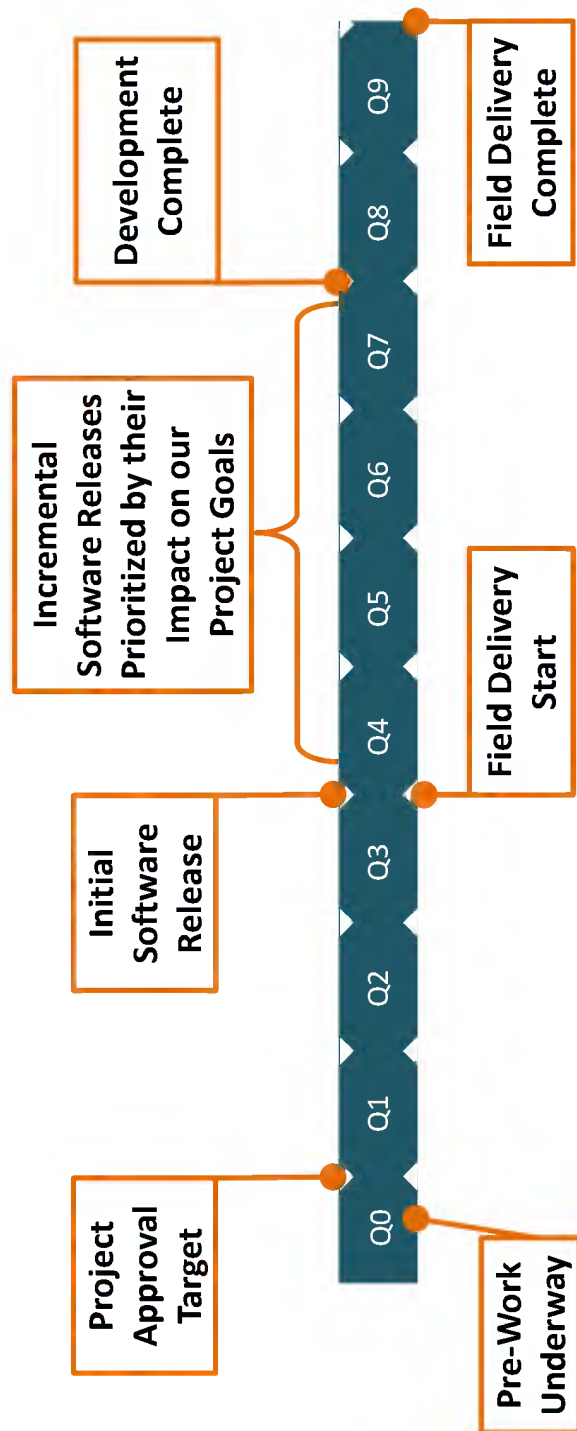 Project
Approval
Target
Initial
Software
Release
Incremental
Software Releases
Prioritized by their
Impact on our
Project Goals
Development
Complete
Q0
Q1
Q2
Q3
Q4
Q5
Q6
Q7
Q8
Q9
Pre-Work
Underway
Field Delivery
Start
Field Delivery
Complete